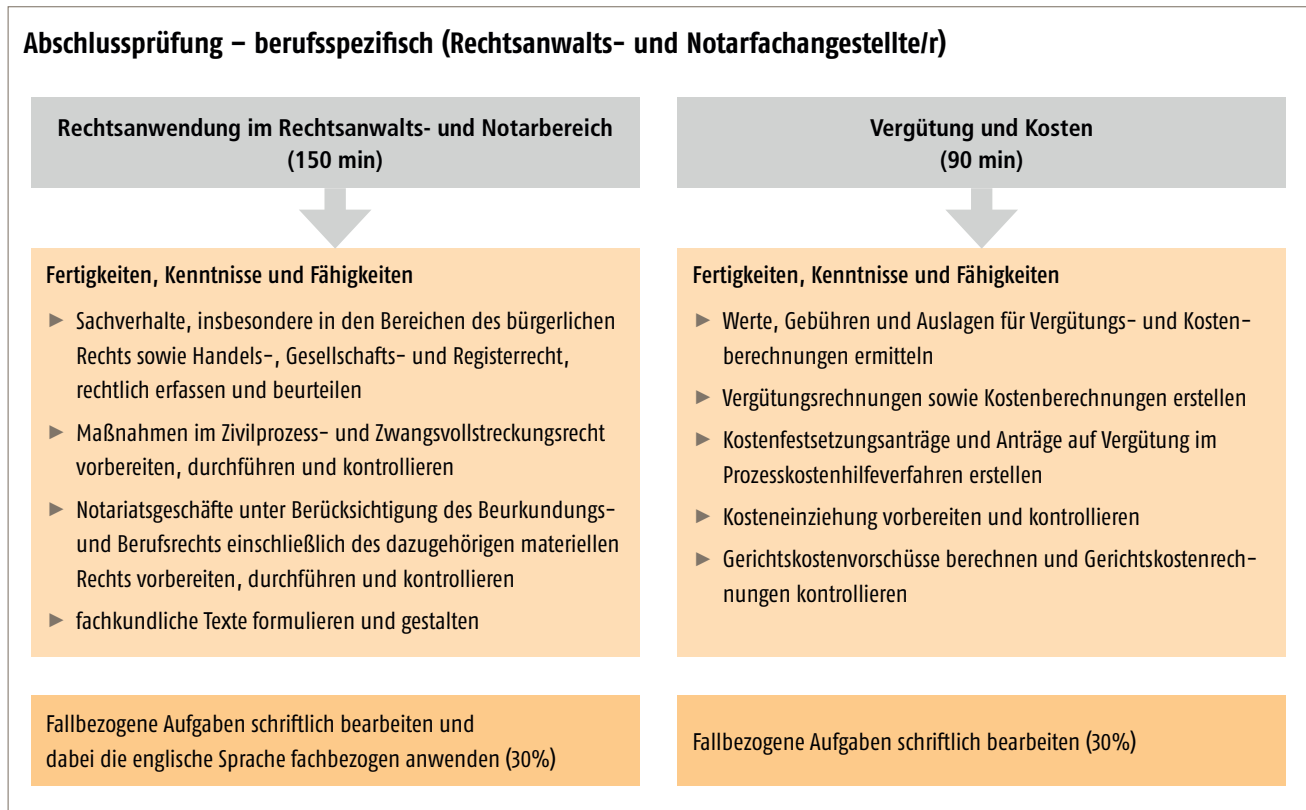 Abschlussprüfung – berufsspezifisch (Rechtsanwalts- und Notarfachangestellte/r)
Rechtsanwendung im Rechtsanwalts- und Notarbereich
(150 min)
Fertigkeiten, Kenntnisse und Fähigkeiten
► Sachverhalte, insbesondere in den Bereichen des bürgerlichen
Rechts sowie Handels-, Gesellschafts- und Registerrecht,
rechtlich erfassen und beurteilen
► Maßnahmen im Zivilprozess- und Zwangsvollstreckungsrecht
vorbereiten, durchführen und kontrollieren
► Notariatsgeschäfte unter Berücksichtigung des Beurkundungs-
und Berufsrechts einschließlich des dazugehörigen materiellen
Rechts vorbereiten, durchführen und kontrollieren
► fachkundliche Texte formulieren und gestalten
Fallbezogene Aufgaben schriftlich bearbeiten und
dabei die englische Sprache fachbezogen anwenden (30%)
Vergütung und Kosten
(90 min)
Fertigkeiten, Kenntnisse und Fähigkeiten
► Werte, Gebühren und Auslagen für Vergütungs- und Kosten-
berechnungen ermitteln
► Vergütungsrechnungen sowie Kostenberechnungen erstellen
► Kostenfestsetzungsanträge und Anträge auf Vergütung im
Prozesskostenhilfeverfahren erstellen
► Kosteneinziehung vorbereiten und kontrollieren
► Gerichtskostenvorschüsse berechnen und Gerichtskostenrech-
nungen kontrollieren
Fallbezogene Aufgaben schriftlich bearbeiten (30%)